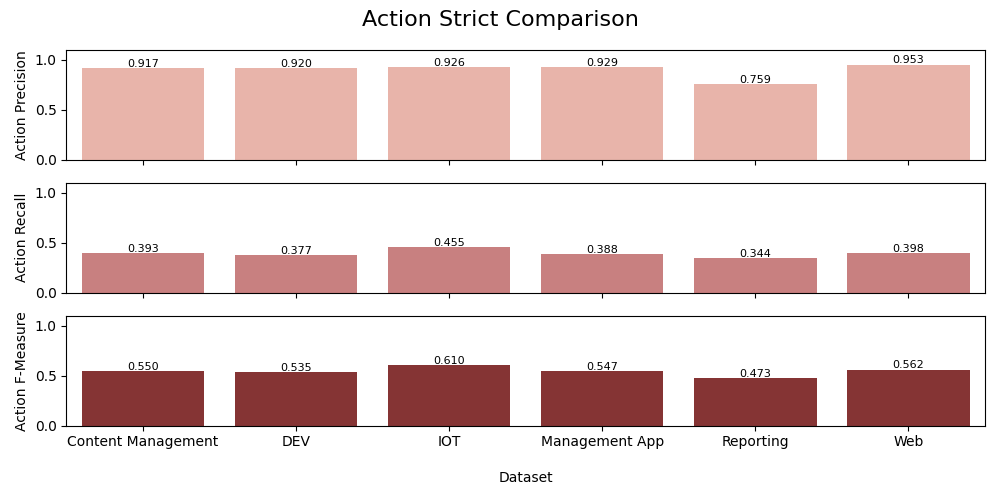 Action Strict Comparison
Action Precision
1.0
0.5
0.0
0.917
0.920
0.926
0.929
0.759
0.953
Action Recall
1.0
0.5
0.0
0.393
0.377
0.455
0.388
0.344
0.398
Action F-Measure
1.0
0.5
0.0
0.550
0.535
0.610
0.547
0.473
0.562
Content Management
DEV
IOT
Management App
Reporting
Web
Dataset